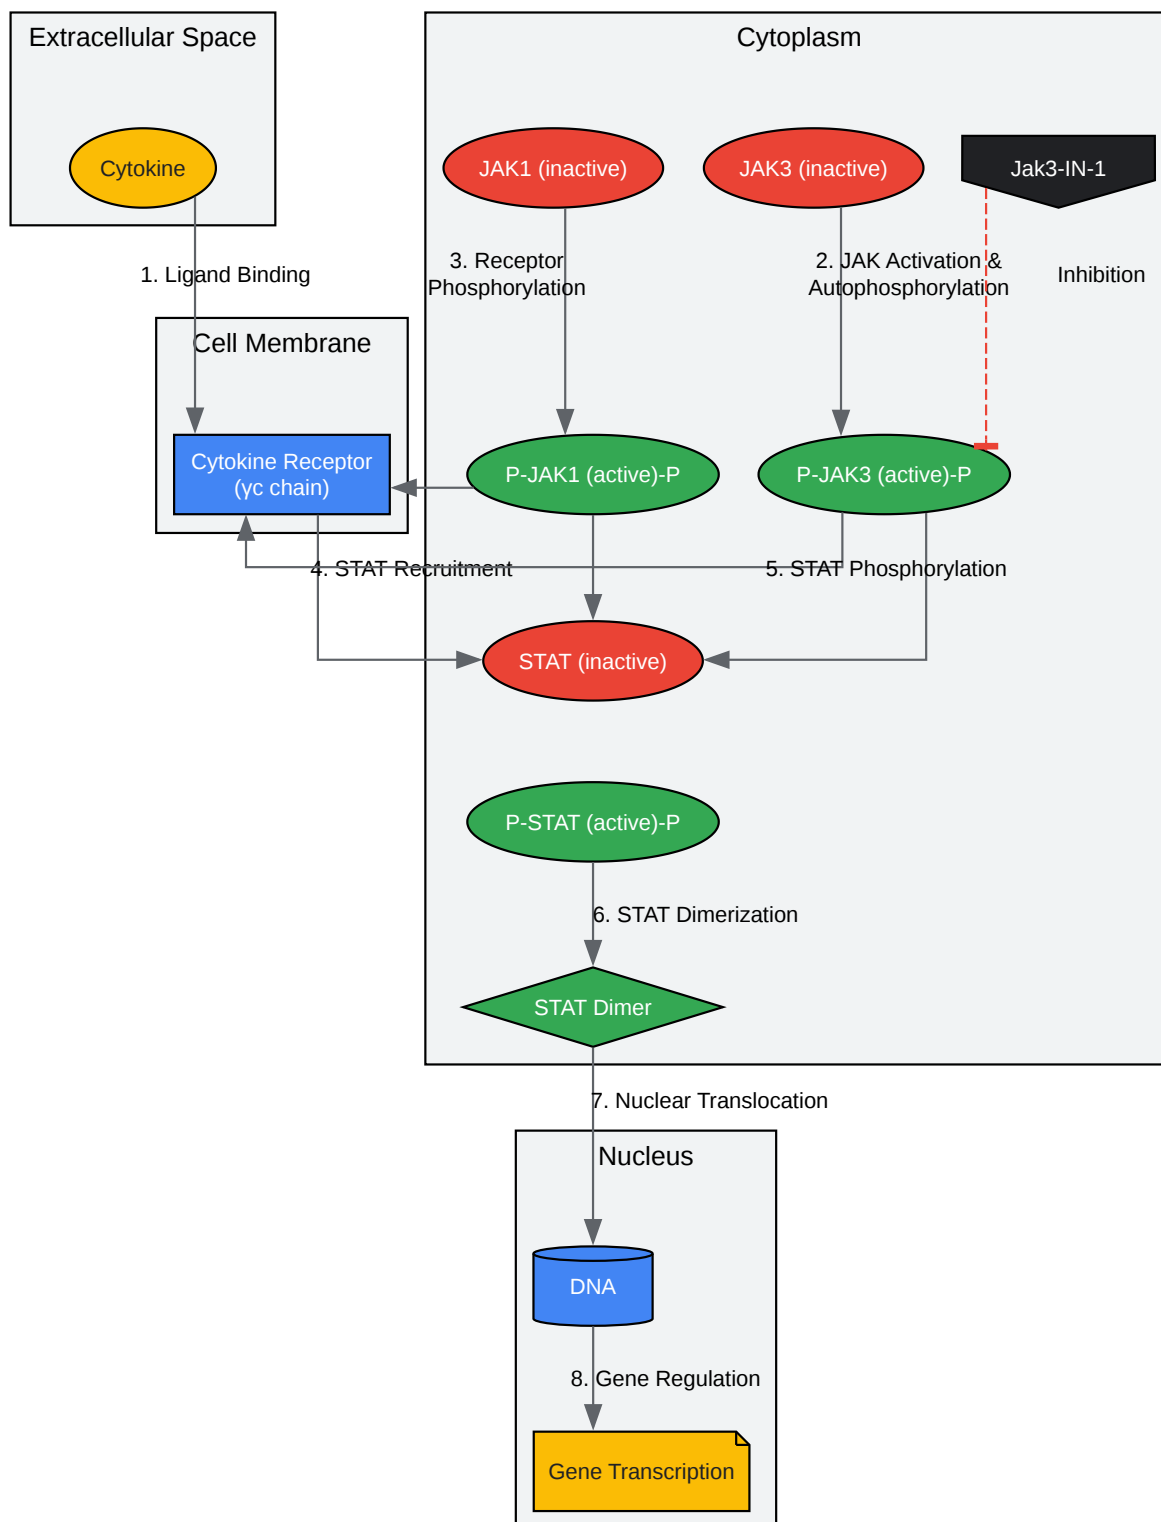 Extracellular Space
Cytoplasm
Cytokine
JAK1 (inactive)
JAK3 (inactive)
Jak3-IN-1
1. Ligand Binding
3. Receptor
Phosphorylation
2. JAK Activation &
Autophosphorylation
Inhibition
Cell Membrane
Cytokine Receptor
(γc chain)
P-JAK1 (active)-P
P-JAK3 (active)-P
4. STAT Recruitment
5. STAT Phosphorylation
STAT (inactive)
P-STAT (active)-P
6. STAT Dimerization
STAT Dimer
7. Nuclear Translocation
Nucleus
DNA
8. Gene Regulation
Gene Transcription